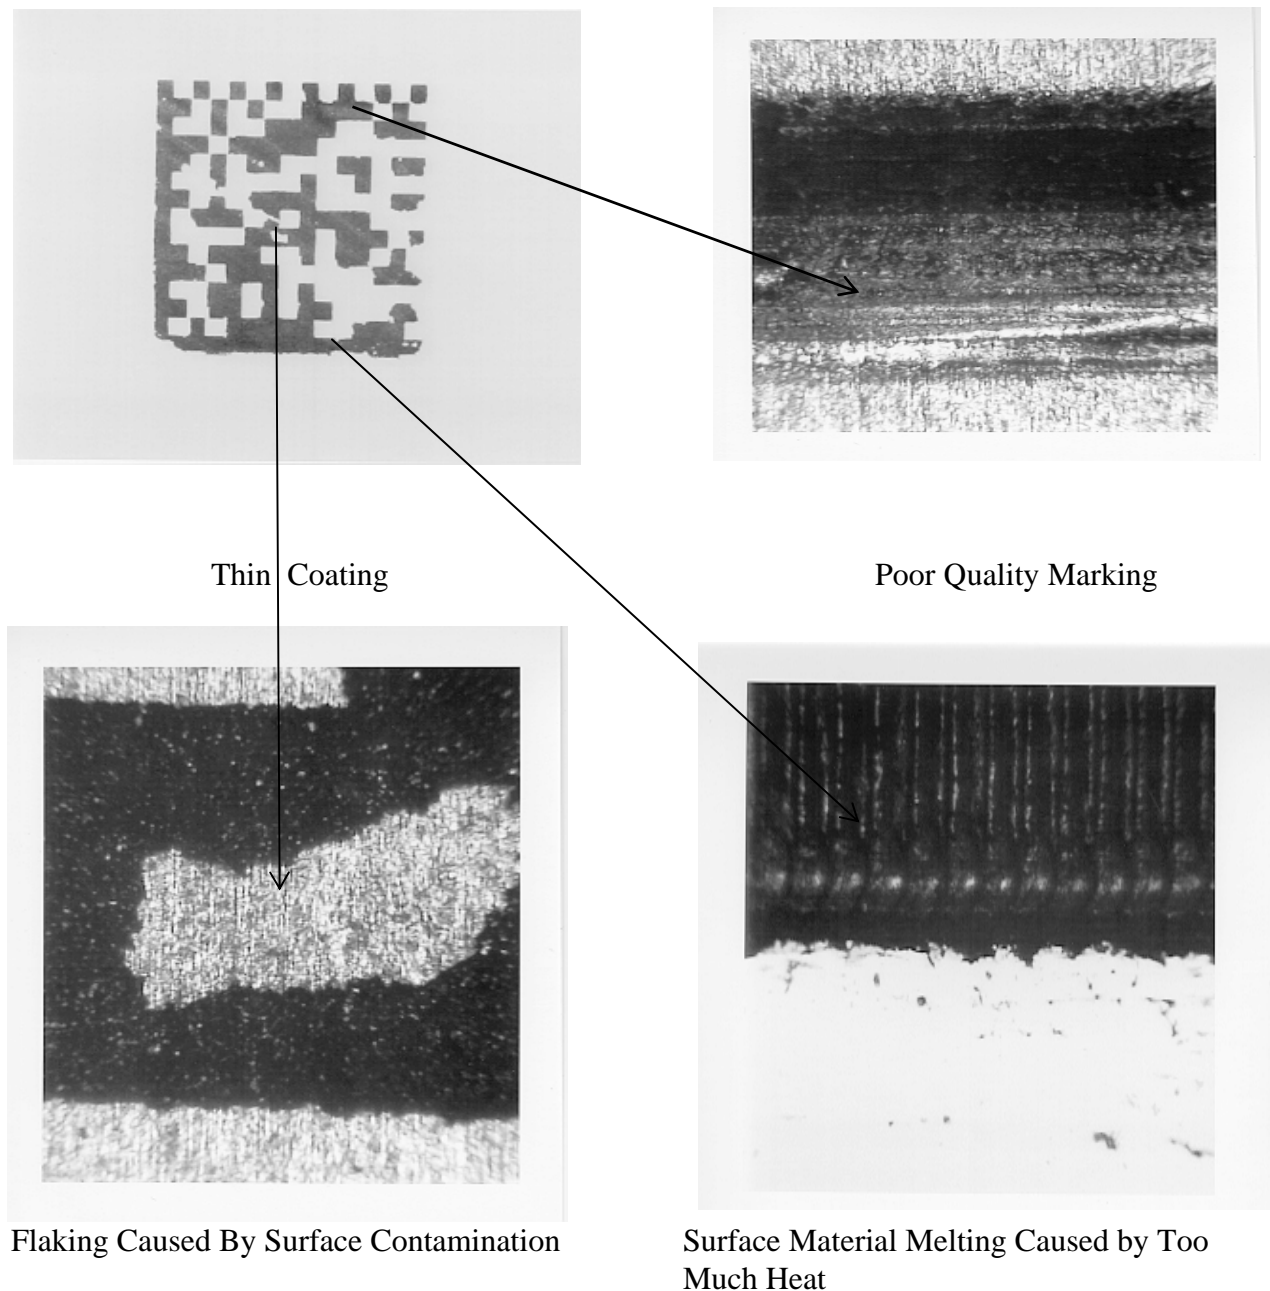 Thin Coating
Poor Quality Marking
Flaking Caused By Surface Contamination
Surface Material Melting Caused by Too
Much Heat